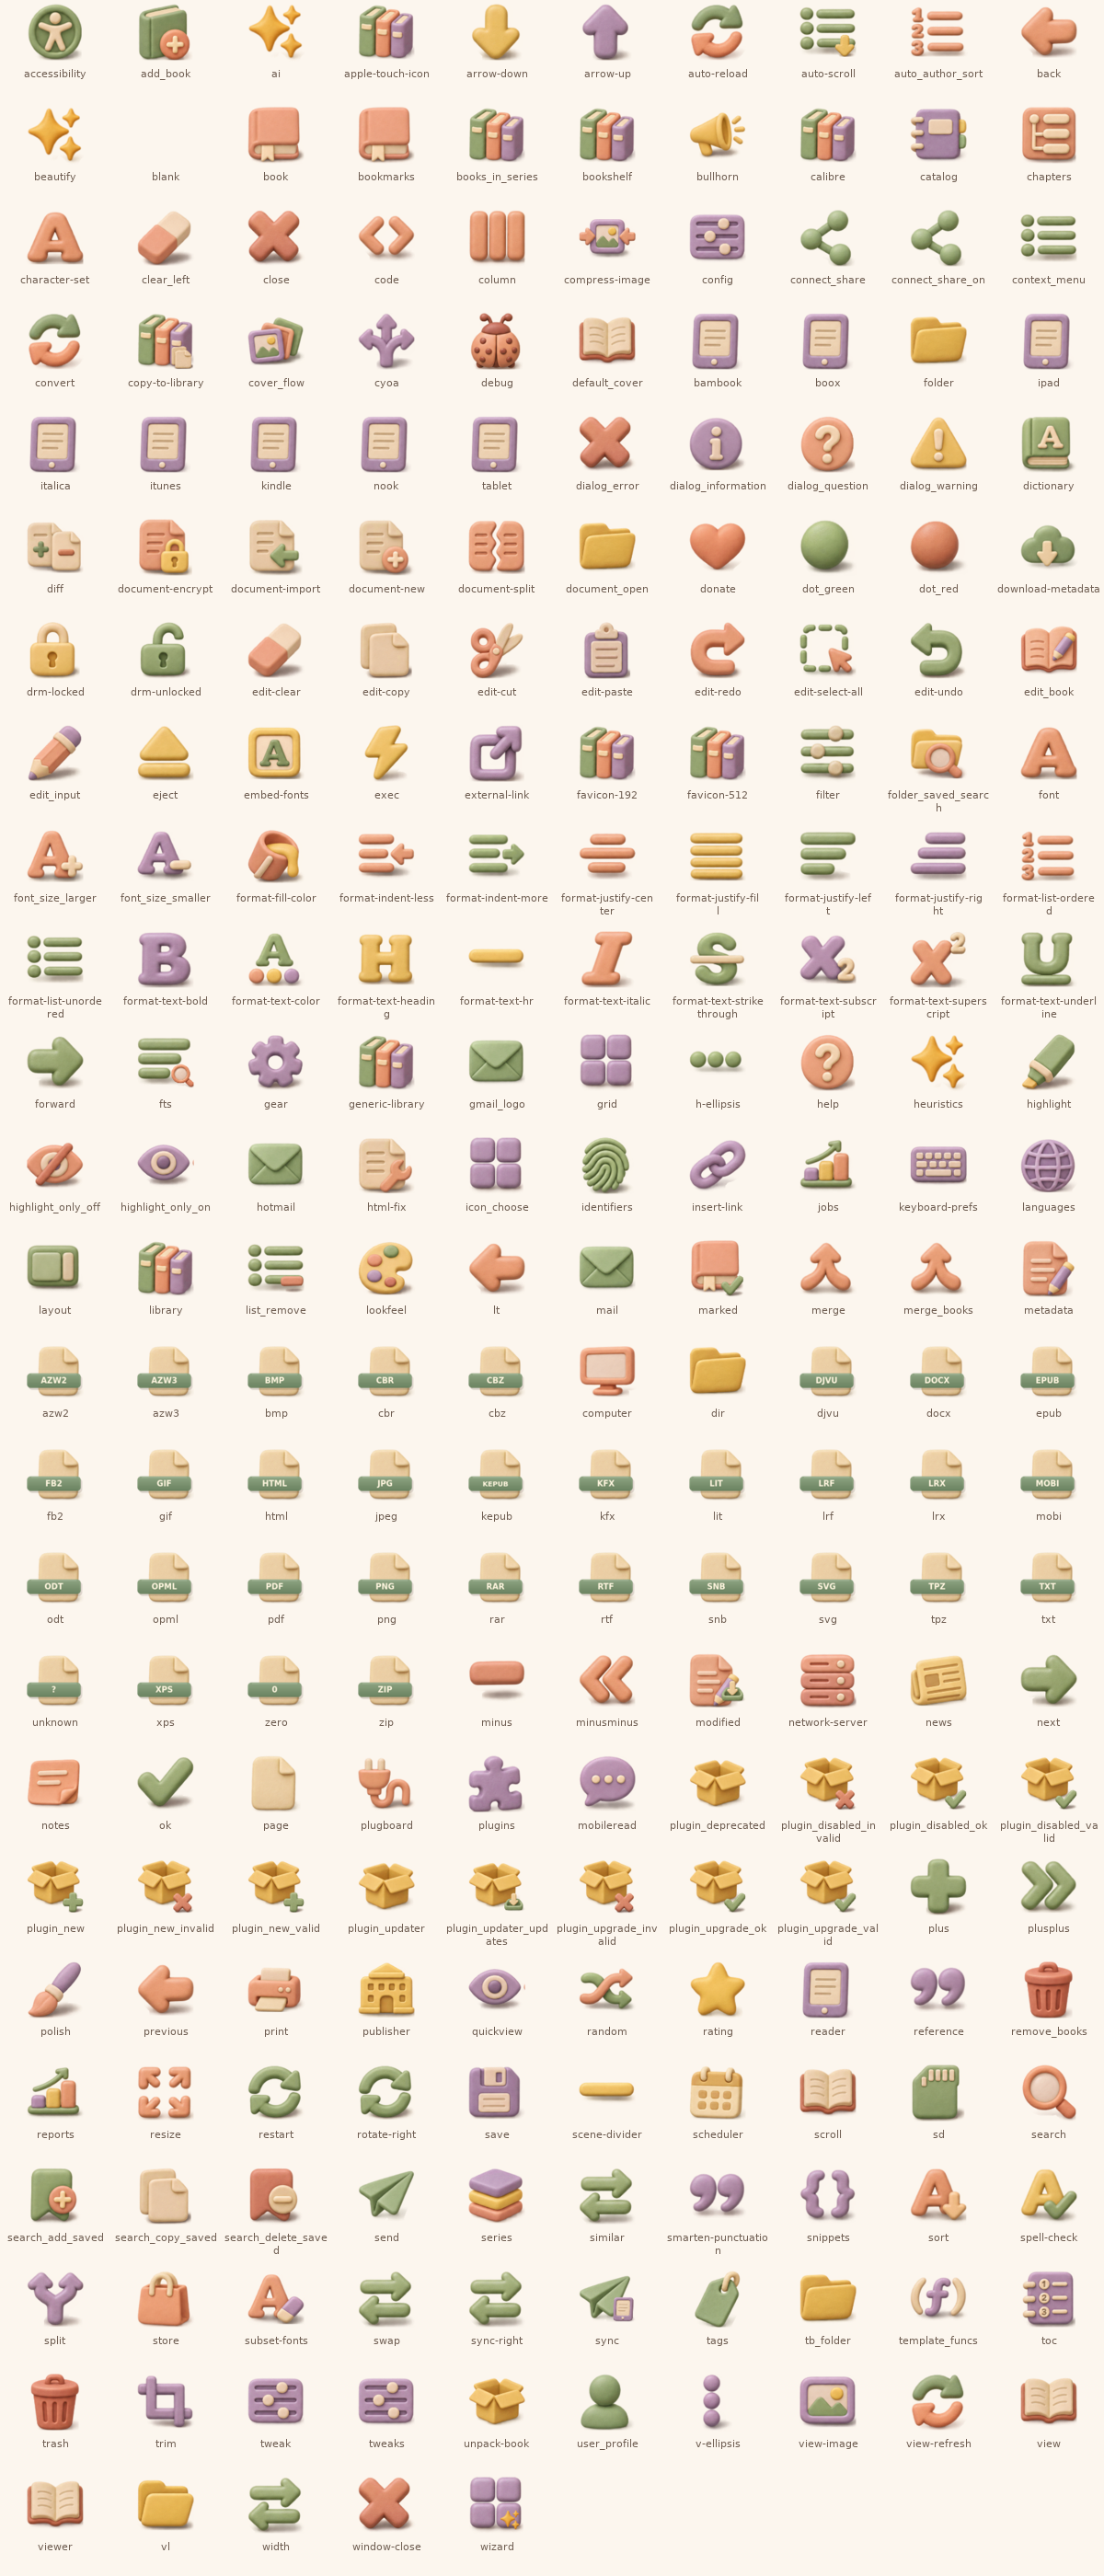 accessibility add_book ai apple-touch-icon arrow-down arrow-up auto-reload auto-scroll auto_author_sort back
beautify blank book bookmarks books_in_series bookshelf bullhorn calibre catalog chapters
A
character-set clear_left close code column compress-image config connect_share connect_share_on context_menu
convert copy-to-library cover_flow cyoa debug default_cover bambook boox folder ipad
i ? ! A
italica itunes kindle nook tablet dialog_error dialog_information dialog_question dialog_warning dictionary
diff document-encrypt document-import document-new document-split document_open donate dot_green dot_red download-metadata
drm-locked drm-unlocked edit-clear edit-copy edit-cut edit-paste edit-redo edit-select-all edit-undo edit_book
A A
edit_input eject embed-fonts exec external-link favicon-192 favicon-512 filter folder_saved_searc font
h
A A 1 2 3
font_size_larger font_size_smaller format-fill-color format-indent-less format-indent-more format-justify-cen format-justify-fil format-justify-lef format-justify-rig format-list-ordere
ter l t ht d
B A H I S X2 X2 U
format-list-unorde format-text-bold format-text-color format-text-headin format-text-hr format-text-italic format-text-strike format-text-subscr format-text-supers format-text-underl
red g through ipt cript ine
?
forward fts gear generic-library gmail_logo grid h-ellipsis help heuristics highlight
highlight_only_off highlight_only_on hotmail html-fix icon_choose identifiers insert-link jobs keyboard-prefs languages
layout library list_remove lookfeel lt mail marked merge merge_books metadata
AZW2 AZW3 BMP CBR CBZ DJVU DOCX EPUB
azw2 azw3 bmp cbr cbz computer dir djvu docx epub
FB2 GIF HTML JPG KEPUB KFX LIT LRF LRX MOBI
fb2 gif html jpeg kepub kfx lit lrf lrx mobi
ODT OPML PDF PNG RAR RTF SNB SVG TPZ TXT
odt opml pdf png rar rtf snb svg tpz txt
? XPS 0 ZIP
unknown xps zero zip minus minusminus modified network-server news next
notes ok page plugboard plugins mobileread plugin_deprecated plugin_disabled_in plugin_disabled_ok plugin_disabled_va
valid lid
plugin_new plugin_new_invalid plugin_new_valid plugin_updater plugin_updater_upd plugin_upgrade_inv plugin_upgrade_ok plugin_upgrade_val plus plusplus
ates alid id
polish previous print publisher quickview random rating reader reference remove_books
reports resize restart rotate-right save scene-divider scheduler scroll sd search
A A
search_add_saved search_copy_saved search_delete_save send series similar smarten-punctuatio snippets sort spell-check
d n
A (f) 1 2 3
split store subset-fonts swap sync-right sync tags tb_folder template_funcs toc
trash trim tweak tweaks unpack-book user_profile v-ellipsis view-image view-refresh view
viewer vl width window-close wizard